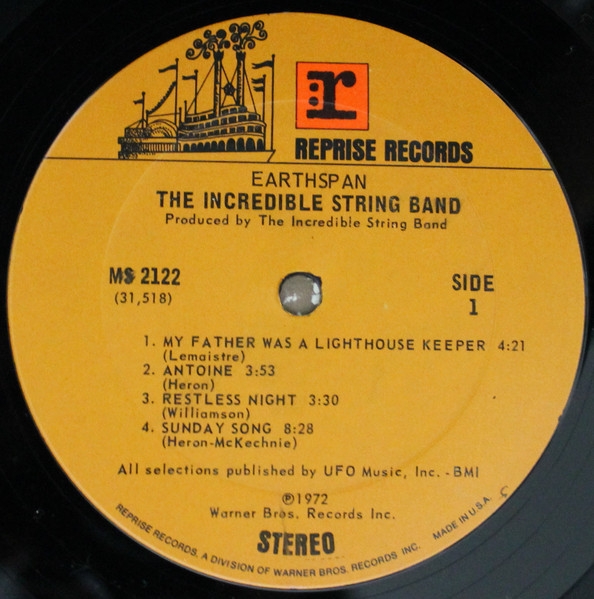 r:
REPRISE RECORDS
EARTHSPAN
THE INCREDIBLE STRING BAND
Produced by The Incredible String Band
MS 2122
(31,518)
SIDE
1
1. MY FATHER WAS A LIGHTHOUSE KEEPER 4:21
(Lemaistre)
2. ANTOINE 3:53
(Heron)
3. RESTLESS NIGHT 3:30
(Williamson)
4. SUNDAY SONG 8:28
(Heron-McKechnie)
All selections published by UFO Music, Inc. - BMI
℗1972
Warner Bros. Records Inc.
STEREO
REPRISE RECORDS, A DIVISION OF WARNER BROS. RECORDS INC. MADE IN U.S.A.